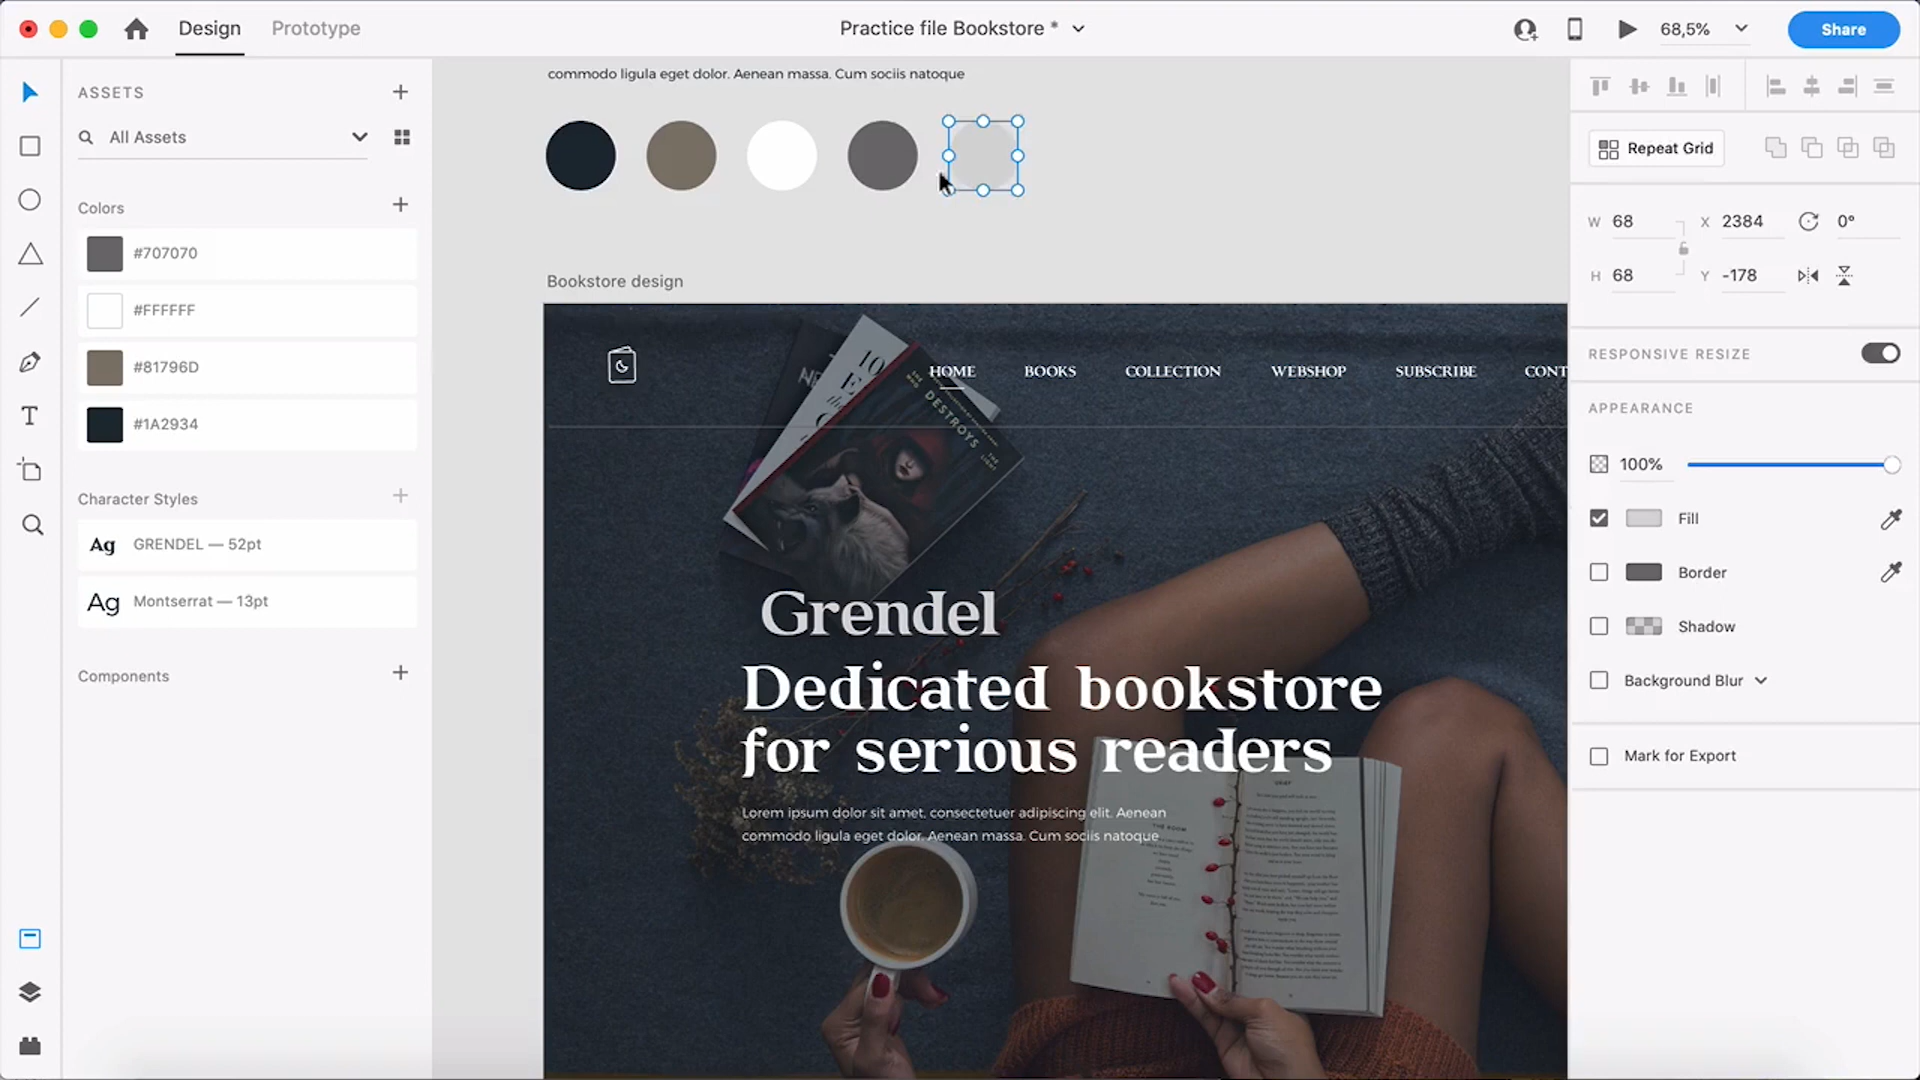 Design
Prototype
Practice file Bookstore *
68,5%
Share
ASSETS
All Assets
Colors
#707070
#FFFFFF
#81796D
#1A2934
Character Styles
Ag GRENDEL — 52pt
Ag Montserrat — 13pt
Components
commodo ligula eget dolor. Aenean massa. Cum sociis natoque
Bookstore design
HOME BOOKS COLLECTION WEBSHOP SUBSCRIBE CONT
DESTROYS
Grendel
Dedicated bookstore
for serious readers
Lorem ipsum dolor sit amet, consectetuer adipiscing elit. Aenean
commodo ligula eget dolor. Aenean massa. Cum sociis natoque
THE ROOM
Repeat Grid
W 68 X 2384 0°
H 68 Y -178
RESPONSIVE RESIZE
APPEARANCE
100%
Fill
Border
Shadow
Background Blur
Mark for Export